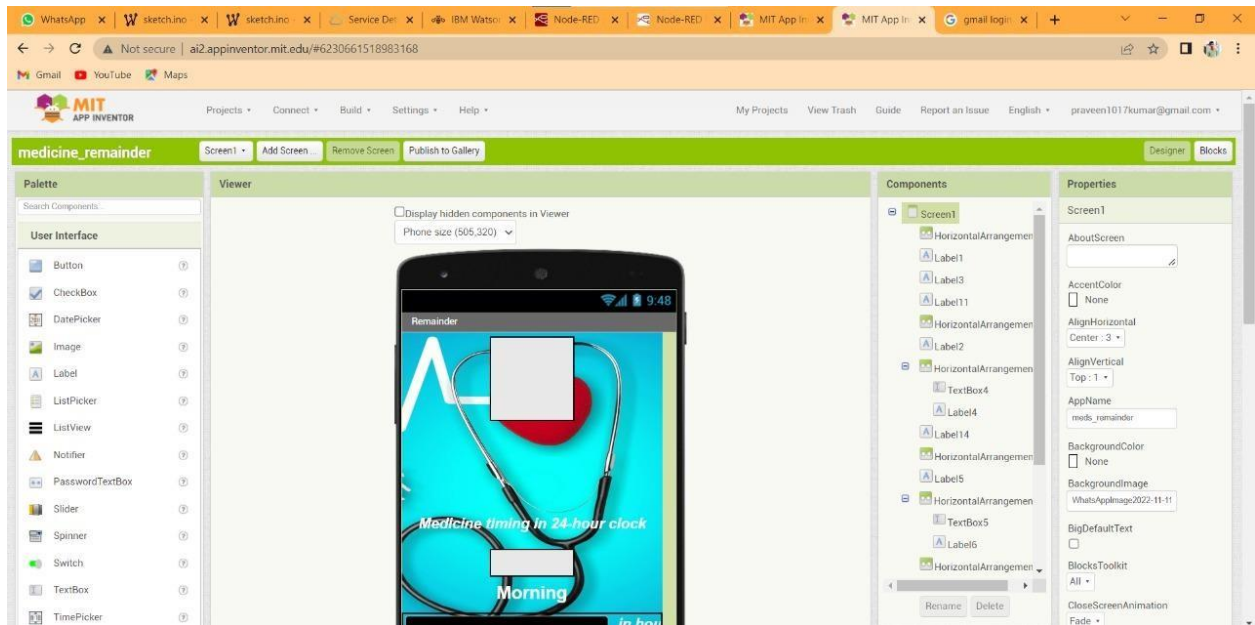 WhatsApp
sketch.ino
sketch.ino
Service Det
IBM Watson
Node-RED
Node-RED
MIT App In
MIT App In
gmail login
Not secure | ai2.appinventor.mit.edu/#6230661518983168
Gmail YouTube Maps
MIT
APP INVENTOR
Projects Connect Build Settings Help My Projects View Trash Guide Report an Issue English praveen1017kumar@gmail.com
medicine_remainder Screen1 Add Screen... Remove Screen Publish to Gallery Designer Blocks
Palette
Search Components...
User Interface
Button
CheckBox
DatePicker
Image
Label
ListPicker
ListView
Notifier
PasswordTextBox
Slider
Spinner
Switch
TextBox
TimePicker
Viewer
Display hidden components in Viewer
Phone size (505,320)
9:48
Remainder
Medicine timing in 24-hour clock
Morning
in hou
Components
Screen1
HorizontalArrangemen
Label1
Label3
Label11
HorizontalArrangemen
Label2
HorizontalArrangemen
TextBox4
Label4
Label14
HorizontalArrangemen
Label5
HorizontalArrangemen
TextBox5
Label6
HorizontalArrangemen
Rename Delete
Properties
Screen1
AboutScreen
AccentColor
None
AlignHorizontal
Center : 3
AlignVertical
Top : 1
AppName
meds_remainder
BackgroundColor
None
BackgroundImage
WhatsAppImage2022-11-11
BigDefaultText
BlocksToolkit
All
CloseScreenAnimation
Fade